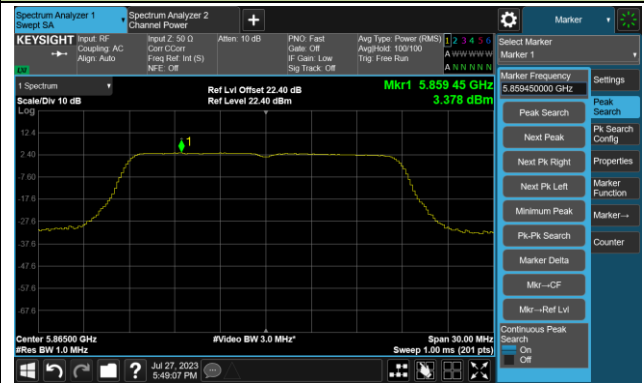 Spectrum Analyzer 1
Swept SA
Spectrum Analyzer 2
Channel Power
Marker
KEYSIGHT
Input: RF
Coupling: AC
Align: Auto
Input Z: 50 Ω
Corr CCorr
Freq Ref: Int (S)
NFE: Off
Atten: 10 dB
PNO: Fast
Gate: Off
IF Gain: Low
Sig Track: Off
Avg Type: Power (RMS)
Avg|Hold: 100/100
Trig: Free Run
1 2 3 4 5 6
A W W W W W
A N N N N N
Select Marker
Marker 1
1 Spectrum
Scale/Div 10 dB
Log
Ref Lvl Offset 22.40 dB
Ref Level 22.40 dBm
Mkr1 5.859 45 GHz
3.378 dBm
Marker Frequency
5.859450000 GHz
Peak Search
Next Peak
Next Pk Right
Next Pk Left
Minimum Peak
Pk-Pk Search
Marker Delta
Mkr→CF
Mkr→Ref Lvl
Continuous Peak
Search
On
Off
Settings
Peak
Search
Pk Search
Config
Properties
Marker
Function
Marker→
Counter
12.4
2.40
-7.60
-17.6
-27.6
-37.6
-47.6
-57.6
-67.6
1
Center 5.86500 GHz
#Res BW 1.0 MHz
#Video BW 3.0 MHz*
Span 30.00 MHz
Sweep 1.00 ms (201 pts)
Jul 27, 2023
5:49:07 PM